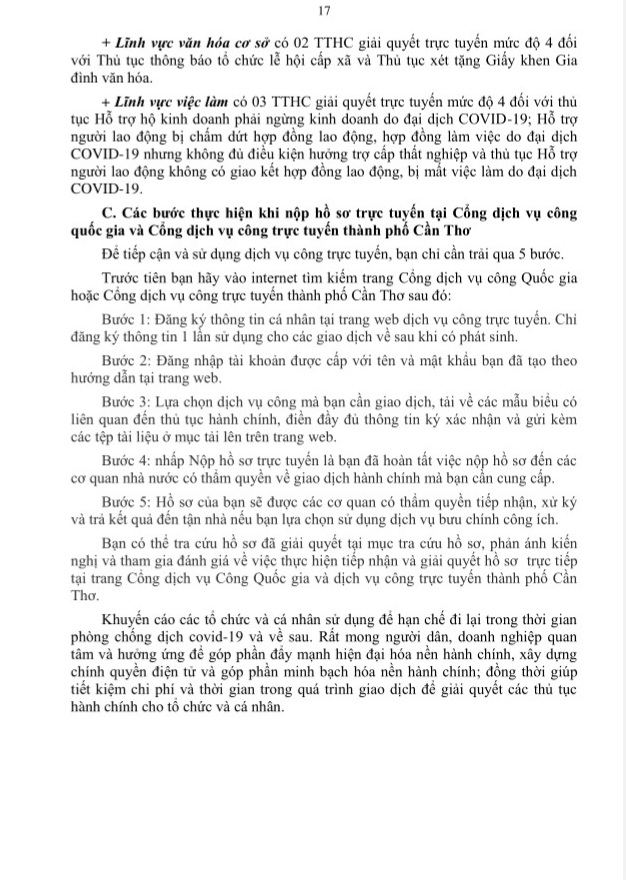 17
+ Lĩnh vực văn hóa cơ sở có 02 TTHC giải quyết trực tuyến mức độ 4 đối
với Thủ tục thông báo tổ chức lễ hội cấp xã và Thủ tục xét tặng Giấy khen Gia
đình văn hóa.
+ Lĩnh vực việc làm có 03 TTHC giải quyết trực tuyến mức độ 4 đối với thủ
tục Hỗ trợ hộ kinh doanh phải ngừng kinh doanh do đại dịch COVID-19; Hỗ trợ
người lao động bị chấm dứt hợp đồng lao động, hợp đồng làm việc do đại dịch
COVID-19 nhưng không đủ điều kiện hưởng trợ cấp thất nghiệp và thủ tục Hỗ trợ
người lao động không có giao kết hợp đồng lao động, bị mất việc làm do đại dịch
COVID-19.
C. Các bước thực hiện khi nộp hồ sơ trực tuyến tại Cổng dịch vụ công
quốc gia và Cổng dịch vụ công trực tuyến thành phố Cần Thơ
Để tiếp cận và sử dụng dịch vụ công trực tuyến, bạn chỉ cần trải qua 5 bước.
Trước tiên bạn hãy vào internet tìm kiếm trang Cổng dịch vụ công Quốc gia
hoặc Cổng dịch vụ công trực tuyến thành phố Cần Thơ sau đó:
Bước 1: Đăng ký thông tin cá nhân tại trang web dịch vụ công trực tuyến. Chỉ
đăng ký thông tin 1 lần sử dụng cho các giao dịch về sau khi có phát sinh.
Bước 2: Đăng nhập tài khoản được cấp với tên và mật khẩu bạn đã tạo theo
hướng dẫn tại trang web.
Bước 3: Lựa chọn dịch vụ công mà bạn cần giao dịch, tải về các mẫu biểu có
liên quan đến thủ tục hành chính, điền đầy đủ thông tin ký xác nhận và gửi kèm
các tệp tài liệu ở mục tải lên trên trang web.
Bước 4: nhấp Nộp hồ sơ trực tuyến là bạn đã hoàn tất việc nộp hồ sơ đến các
cơ quan nhà nước có thẩm quyền về giao dịch hành chính mà bạn cần cung cấp.
Bước 5: Hồ sơ của bạn sẽ được các cơ quan có thẩm quyền tiếp nhận, xử ký
và trả kết quả đến tận nhà nếu bạn lựa chọn sử dụng dịch vụ bưu chính công ích.
Bạn có thể tra cứu hồ sơ đã giải quyết tại mục tra cứu hồ sơ, phản ánh kiến
nghị và tham gia đánh giá về việc thực hiện tiếp nhận và giải quyết hồ sơ trực tiếp
tại trang Cổng dịch vụ Công Quốc gia và dịch vụ công trực tuyến thành phố Cần
Thơ.
Khuyến cáo các tổ chức và cá nhân sử dụng để hạn chế đi lại trong thời gian
phòng chống dịch covid-19 và về sau. Rất mong người dân, doanh nghiệp quan
tâm và hưởng ứng để góp phần đẩy mạnh hiện đại hóa nền hành chính, xây dựng
chính quyền điện tử và góp phần minh bạch hóa nền hành chính; đồng thời giúp
tiết kiệm chi phí và thời gian trong quá trình giao dịch để giải quyết các thủ tục
hành chính cho tổ chức và cá nhân.